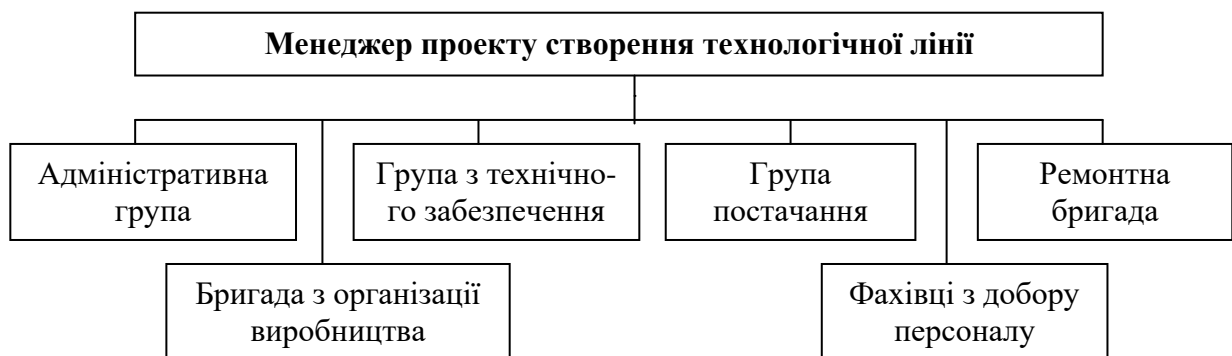 Менеджер проекту створення технологічної лінії
Адміністративна
група
Група з технічно-
го забезпечення
Група
постачання
Ремонтна
бригада
Бригада з організації
виробництва
Фахівці з добору
персоналу